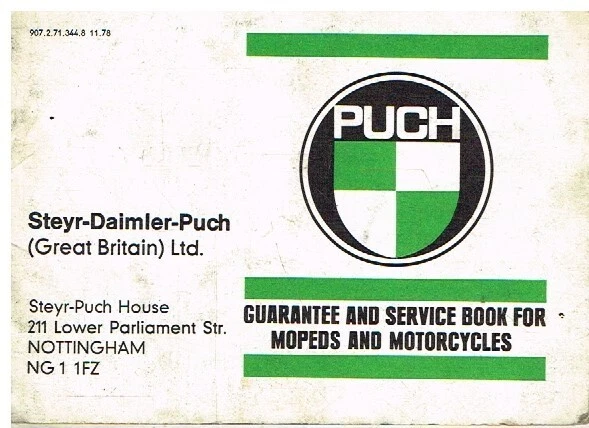 907.2.71.344.8 11.78
PUCH
Steyr-Daimler-Puch
(Great Britain) Ltd.
Steyr-Puch House
211 Lower Parliament Str.
NOTTINGHAM
NG1 1FZ
GUARANTEE AND SERVICE BOOK FOR
MOPEDS AND MOTORCYCLES